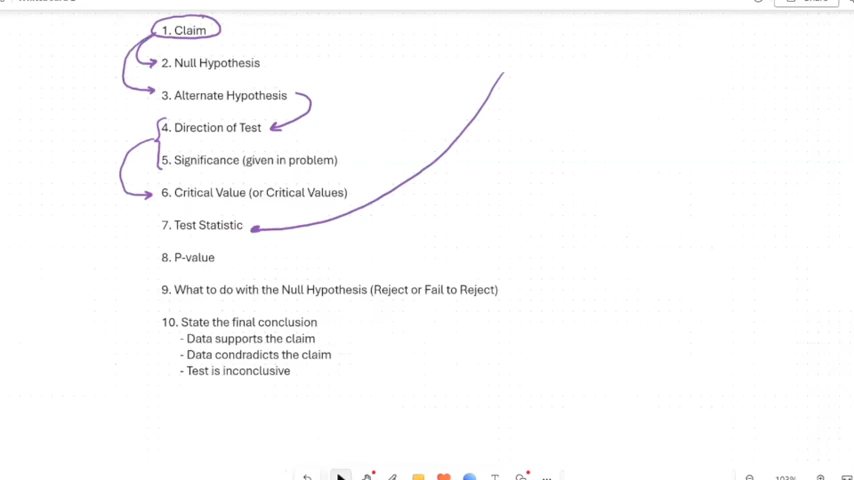 1. Claim
2. Null Hypothesis
3. Alternate Hypothesis
4. Direction of Test
5. Significance (given in problem)
6. Critical Value (or Critical Values)
7. Test Statistic
8. P-value
9. What to do with the Null Hypothesis (Reject or Fail to Reject)
10. State the final conclusion
- Data supports the claim
- Data condradicts the claim
- Test is inconclusive